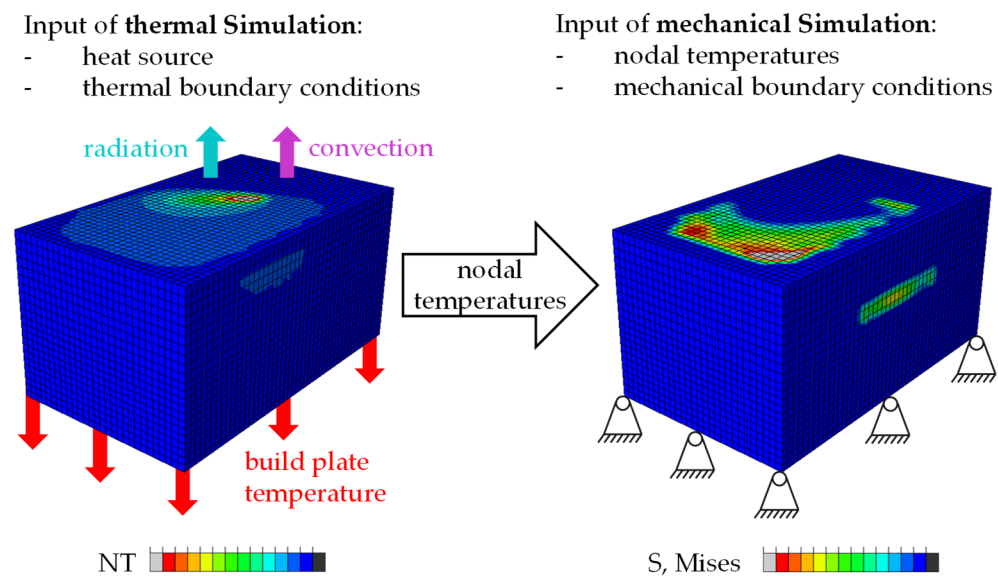 Input of thermal Simulation:
- heat source
- thermal boundary conditions
radiation
convection
build plate
temperature
NT
nodal
temperatures
Input of mechanical Simulation:
- nodal temperatures
- mechanical boundary conditions
S, Mises